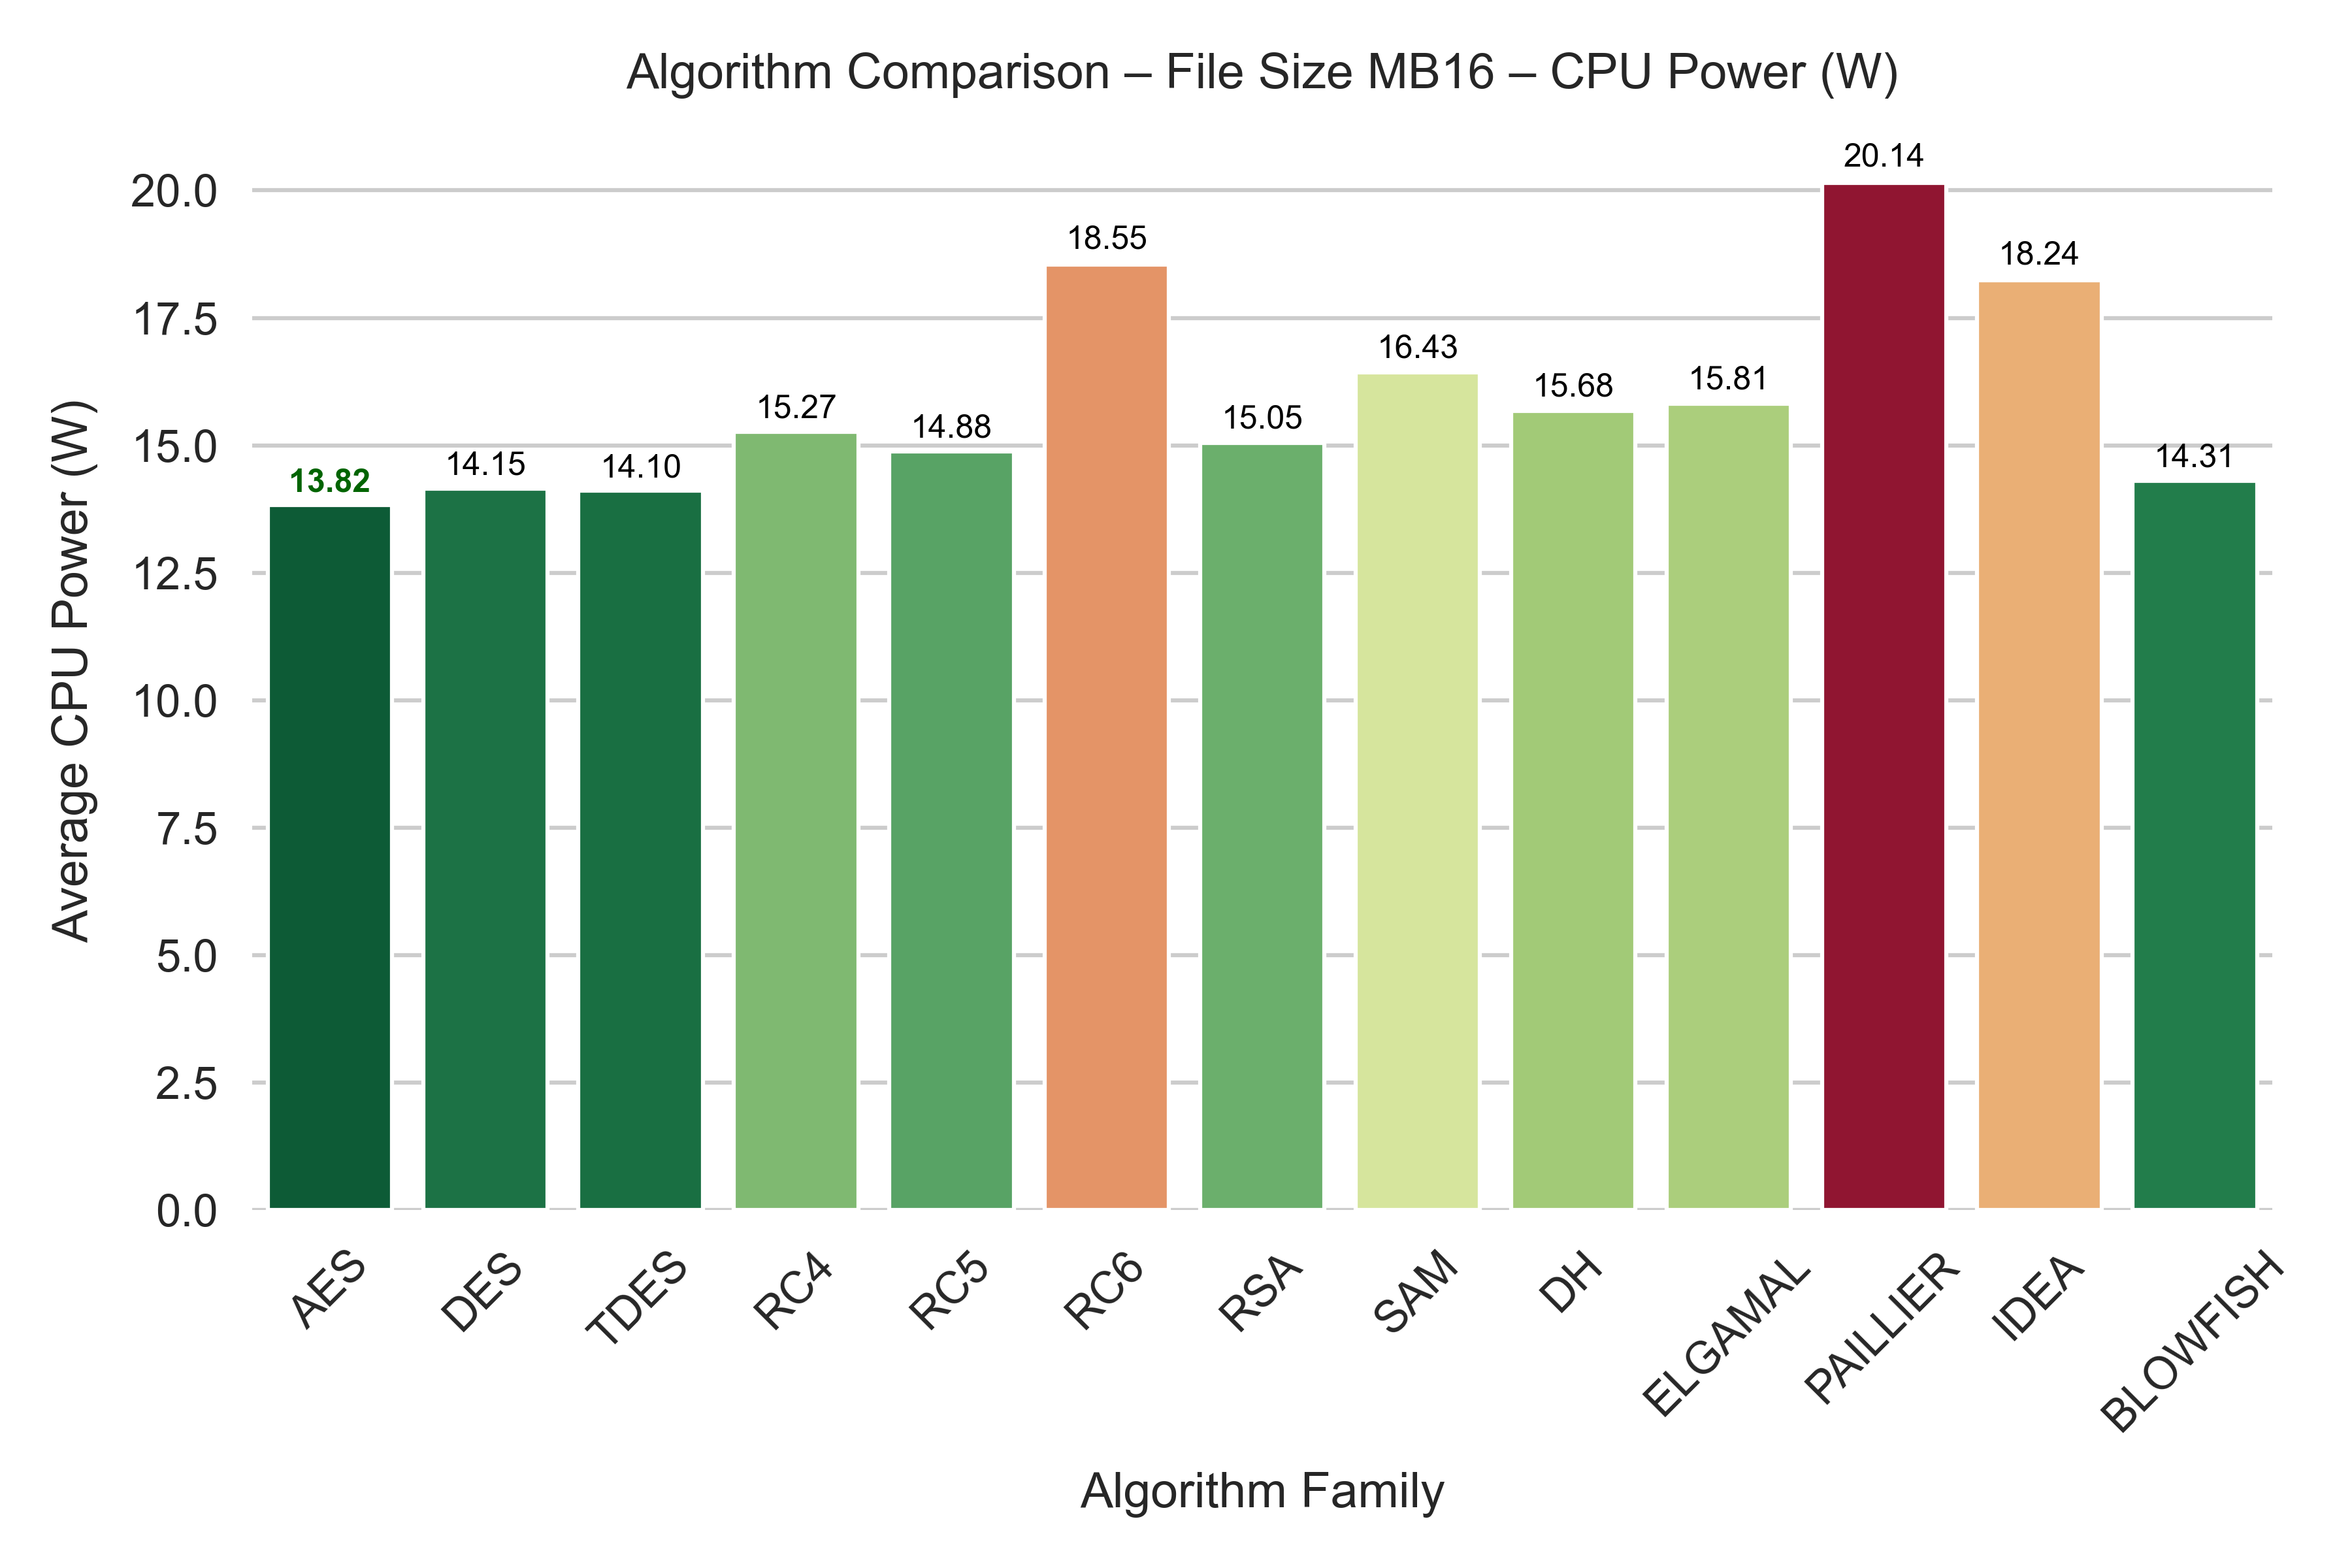 Algorithm Comparison – File Size MB16 – CPU Power (W)
Average CPU Power (W)
20.0
17.5
15.0
12.5
10.0
7.5
5.0
2.5
0.0
13.82
14.15
14.10
15.27
14.88
18.55
15.05
16.43
15.68
15.81
20.14
18.24
14.31
AES
DES
TDES
RC4
RC5
RC6
RSA
SAM
DH
ELGAMAL
PAILLIER
IDEA
BLOWFISH
Algorithm Family